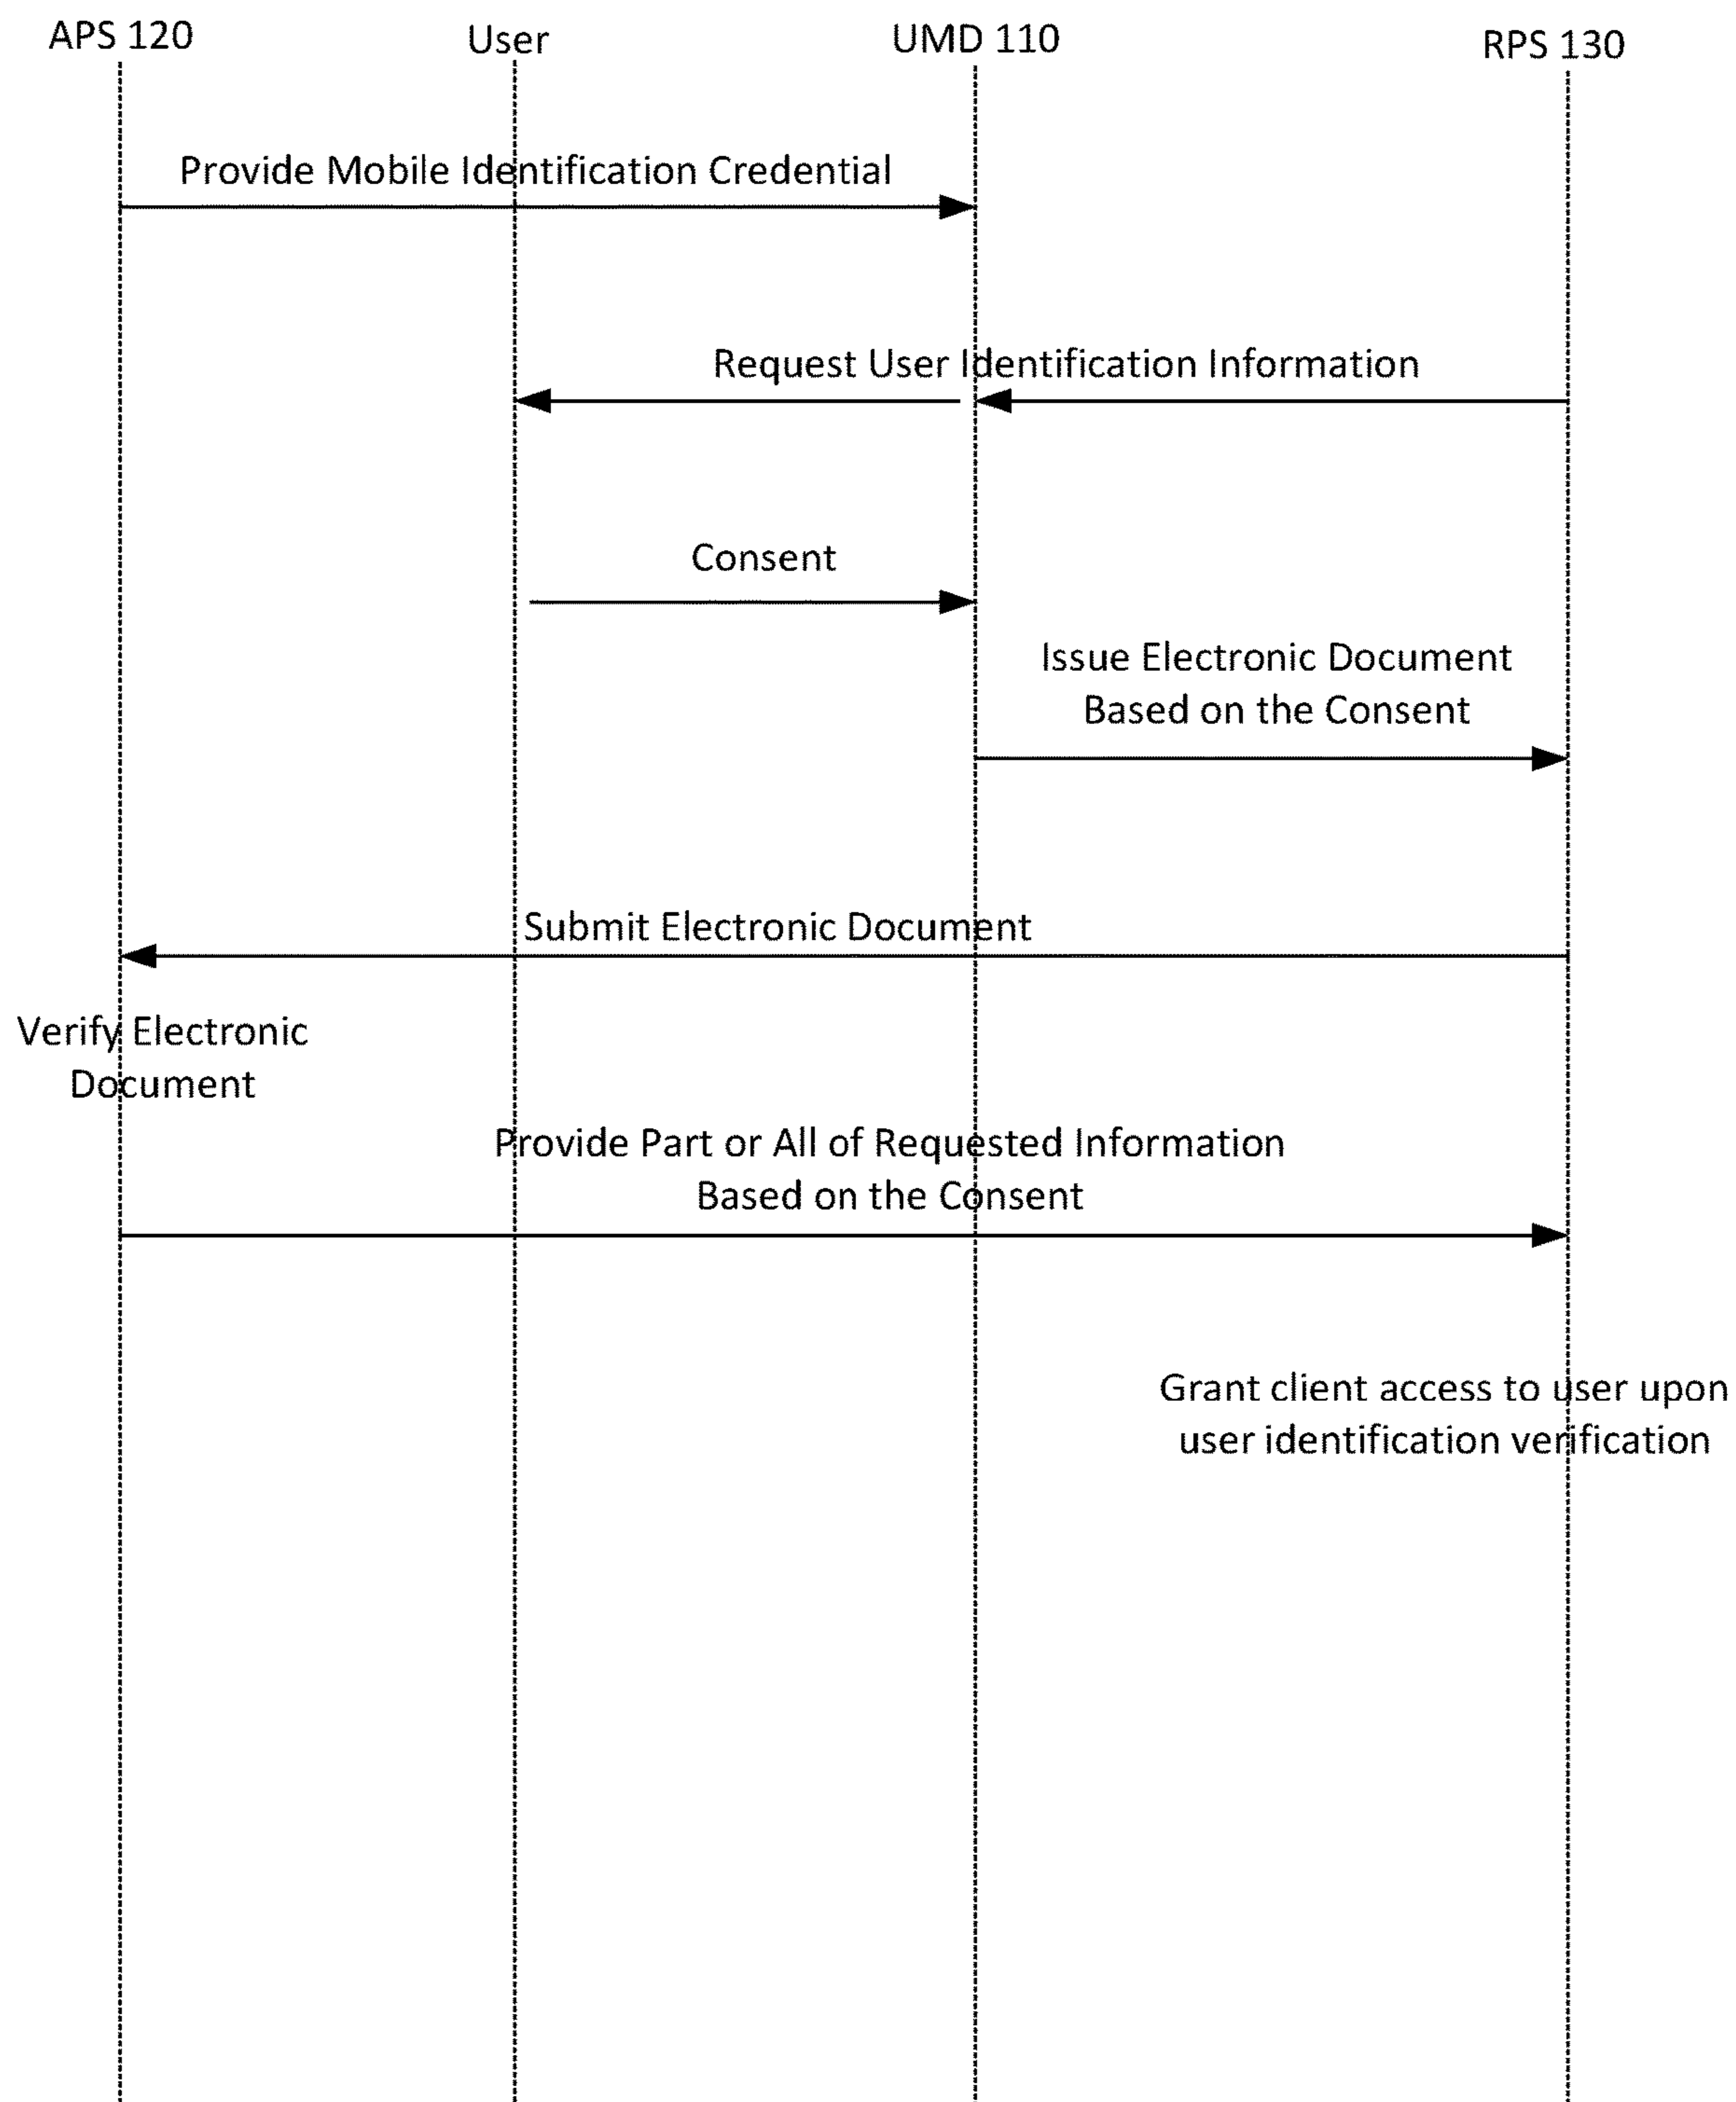 APS 120
User
UMD 110
RPS 130
Provide Mobile Identification Credential
Request User Identification Information
Consent
Issue Electronic Document
Based on the Consent
Submit Electronic Document
Verify Electronic
Document
Provide Part or All of Requested Information
Based on the Consent
Grant client access to user upon
user identification verification